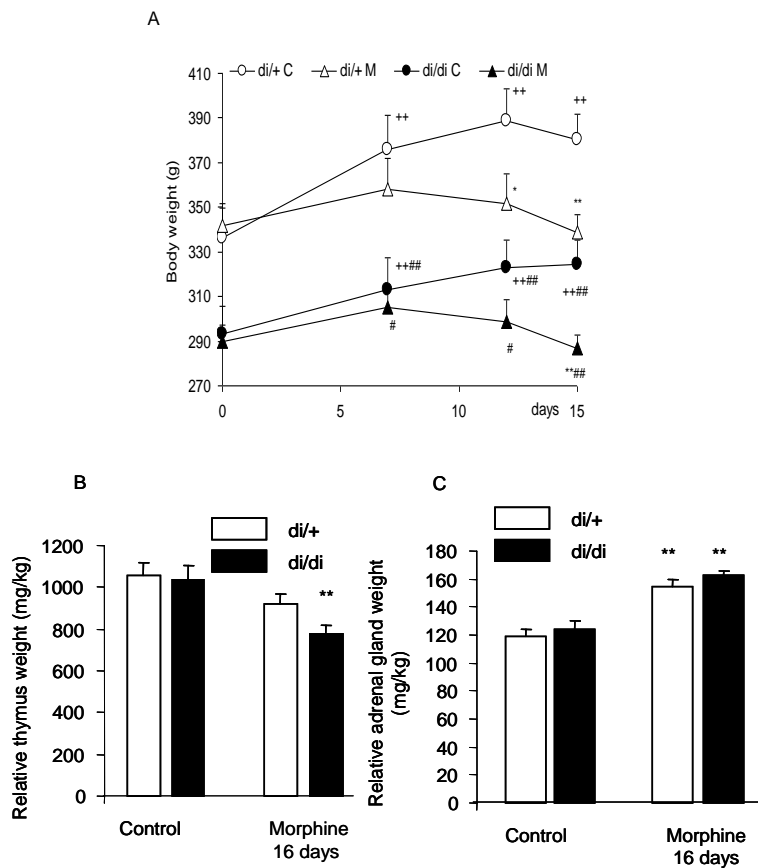 A
di/+ C di/+ M di/di C di/di M
410
390
370
350
330
310
290
270
Body weight (g)
++
++
++
*
**
++##
++##
++##
#
#
**##
0 5 10 days 15
B
di/+
di/di
Relative thymus weight (mg/kg)
1200
1000
800
600
400
200
0
**
Control Morphine
16 days
C
di/+
di/di
Relative adrenal gland weight
(mg/kg)
180
160
140
120
100
80
60
40
20
0
** **
Control Morphine
16 days